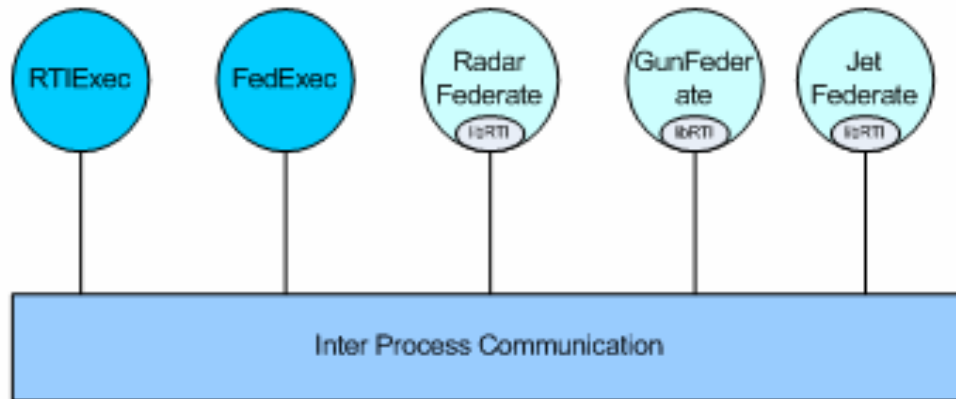 RTIExec
FedExec
Radar
Federate
libRTI
GunFeder
ate
libRTI
Jet
Federate
libRTI
Inter Process Communication